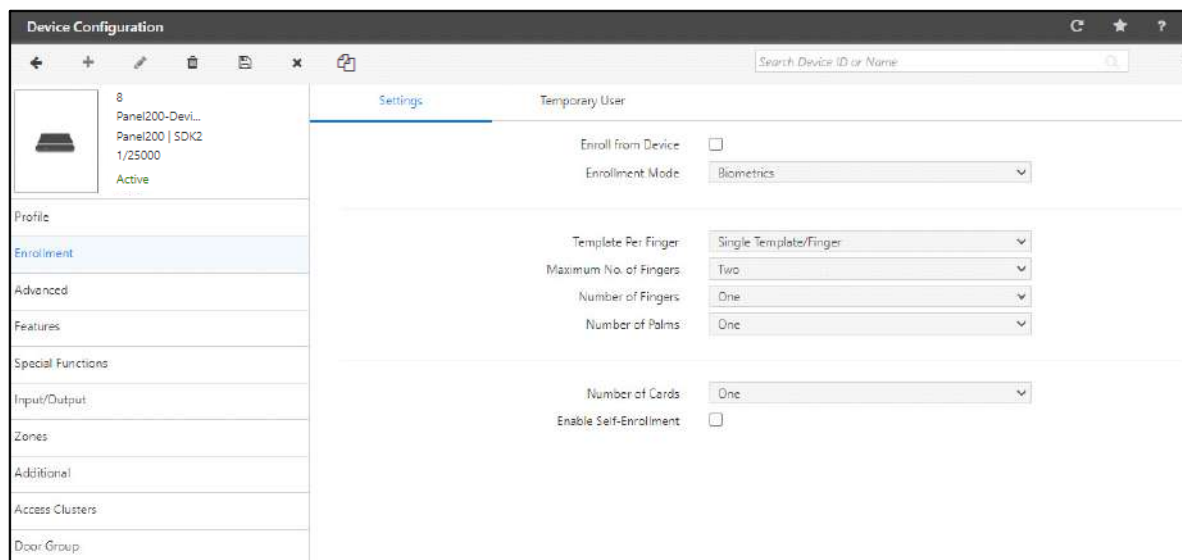 Device Configuration
?
Search Device ID or Name
8
Panel200-Devi...
Panel200 | SDK2
1/25000
Active
Profile
Enrollment
Advanced
Features
Special Functions
Input/Output
Zones
Additional
Access Clusters
Door Group
Settings Temporary User
Enroll from Device
Enrollment Mode Biometrics
Template Per Finger Single Template/Finger
Maximum No. of Fingers Two
Number of Fingers One
Number of Palms One
Number of Cards One
Enable Self-Enrollment